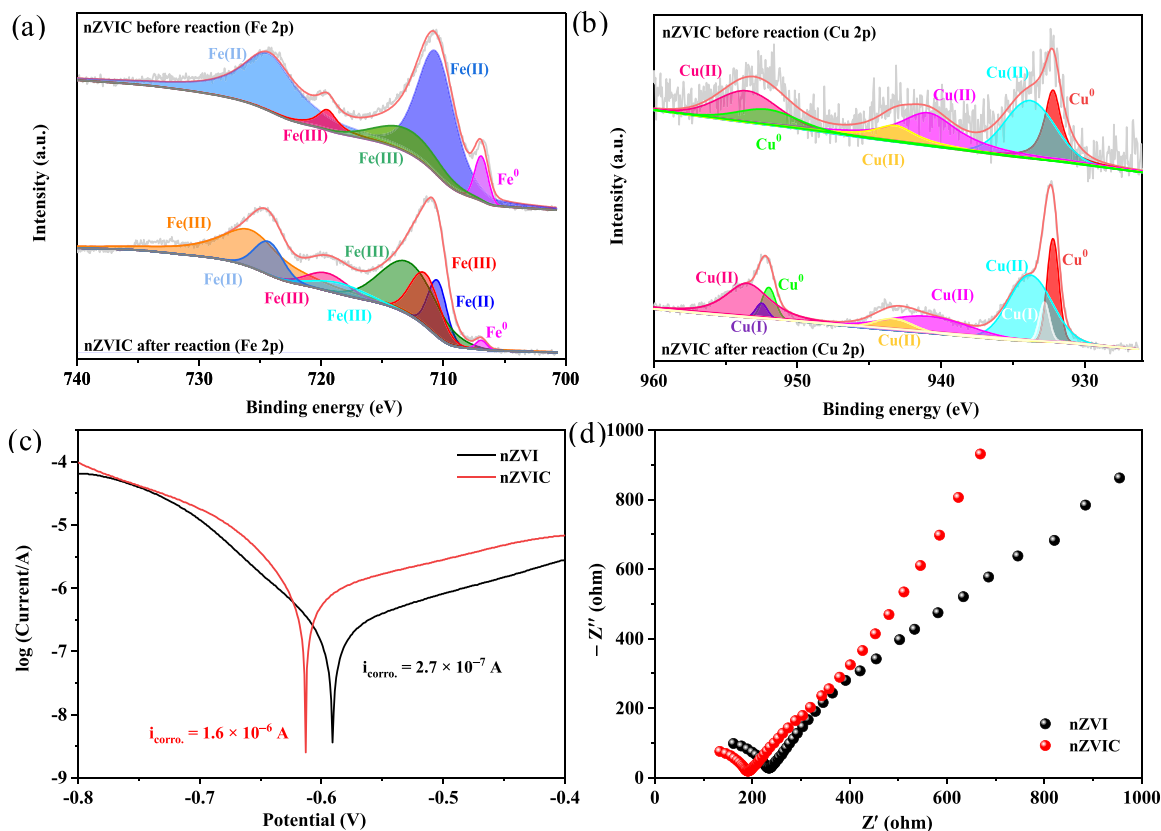 (a)
nZVIC before reaction (Fe 2p)
Fe(II)
Fe(II)
Fe(III)
Fe(III)
Fe⁰
Fe(III)
Fe(II)
Fe(III)
Fe(III)
Fe(III)
Fe(III)
Fe(II)
Fe⁰
nZVIC after reaction (Fe 2p)
740 730 720 710 700
Binding energy (eV)
Intensity (a.u.)
(b)
nZVIC before reaction (Cu 2p)
Cu(II)
Cu⁰
Cu(II)
Cu(II)
Cu(II)
Cu⁰
Cu(II)
Cu⁰
Cu(I)
Cu(II)
Cu(II)
Cu(II)
Cu(I)
Cu⁰
nZVIC after reaction (Cu 2p)
960 950 940 930
Binding energy (eV)
Intensity (a.u.)
(c)
nZVI
nZVIC
i corro. = 2.7 × 10⁻⁷ A
i corro. = 1.6 × 10⁻⁶ A
-4
-5
-6
-7
-8
-9
-0.8 -0.7 -0.6 -0.5 -0.4
Potential (V)
log (Current/A)
(d)
1000
800
600
400
200
0
nZVI
nZVIC
0 200 400 600 800 1000
Z′ (ohm)
– Z″ (ohm)